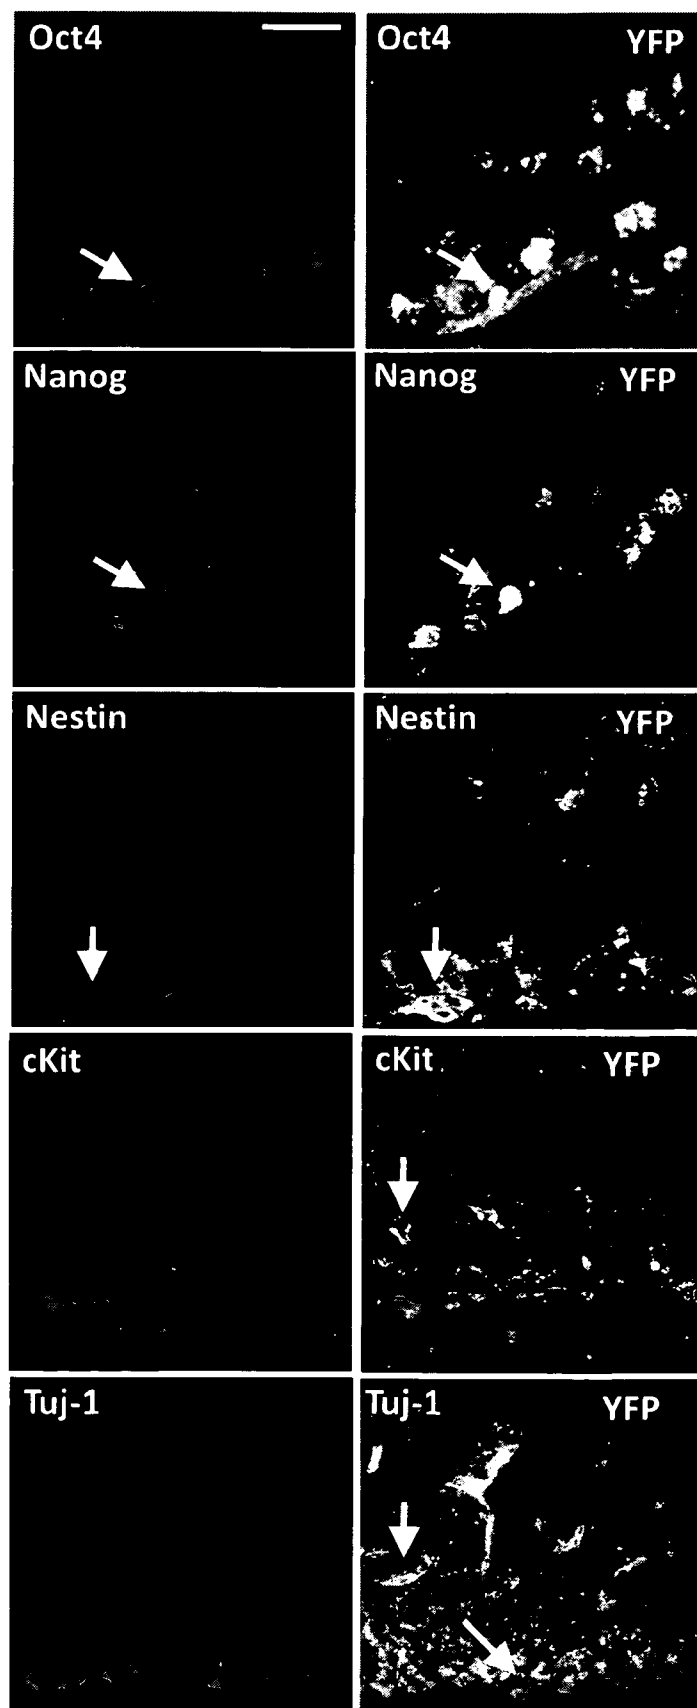 Oct4 Oct4 YFP
Nanog Nanog YFP
Nestin Nestin YFP
cKit cKit YFP
Tuj-1 Tuj-1 YFP